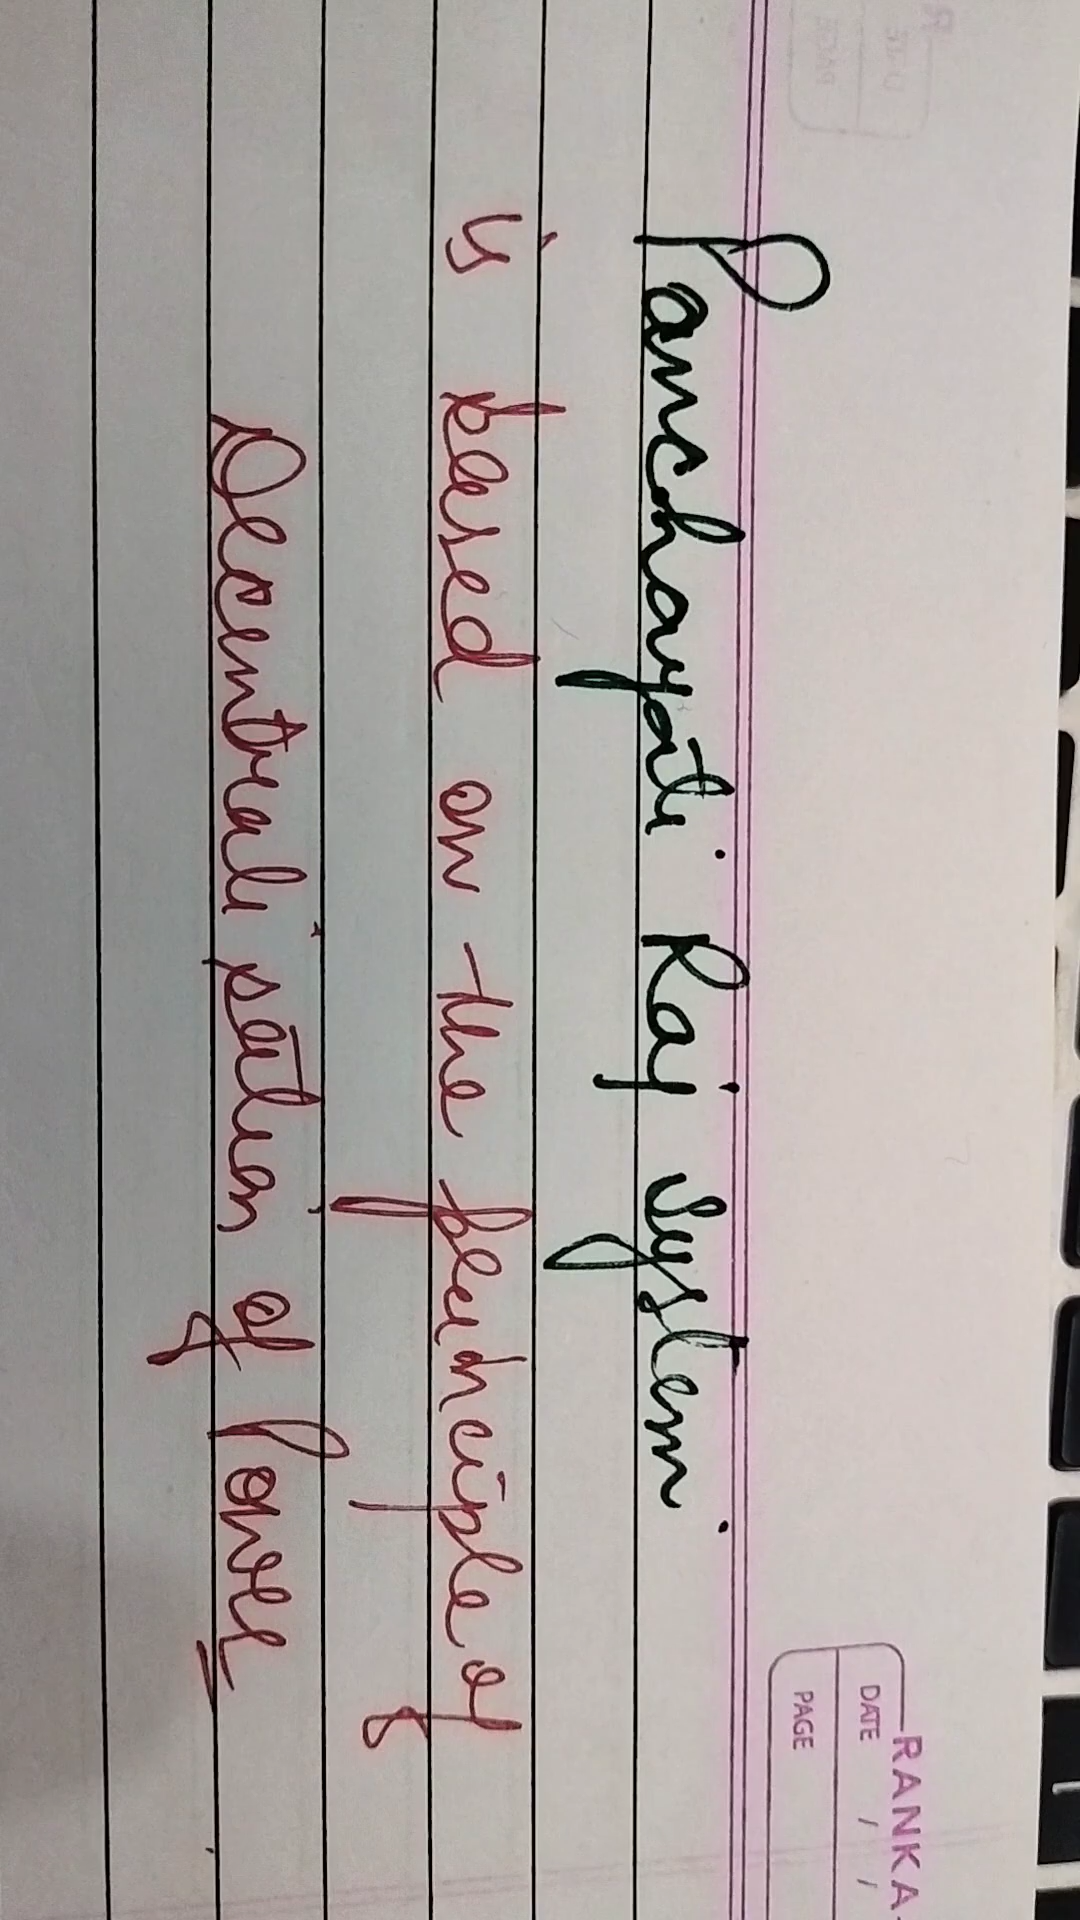 RANKA
DATE / /
PAGE
Panchayati Raj System.
is based on the principle of
Decentralisation of Power